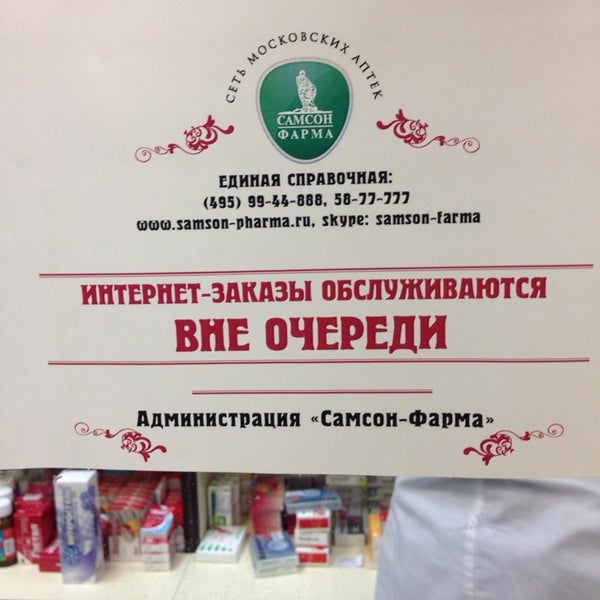 СЕТЬ МОСКОВСКИХ АПТЕК
САМСОН
ФАРМА
ЕДИНАЯ СПРАВОЧНАЯ:
(495) 99-44-888, 58-77-777
www.samson-pharma.ru, skype: samson-farma
ИНТЕРНЕТ-ЗАКАЗЫ ОБСЛУЖИВАЮТСЯ
ВНЕ ОЧЕРЕДИ
Администрация «Самсон-Фарма»